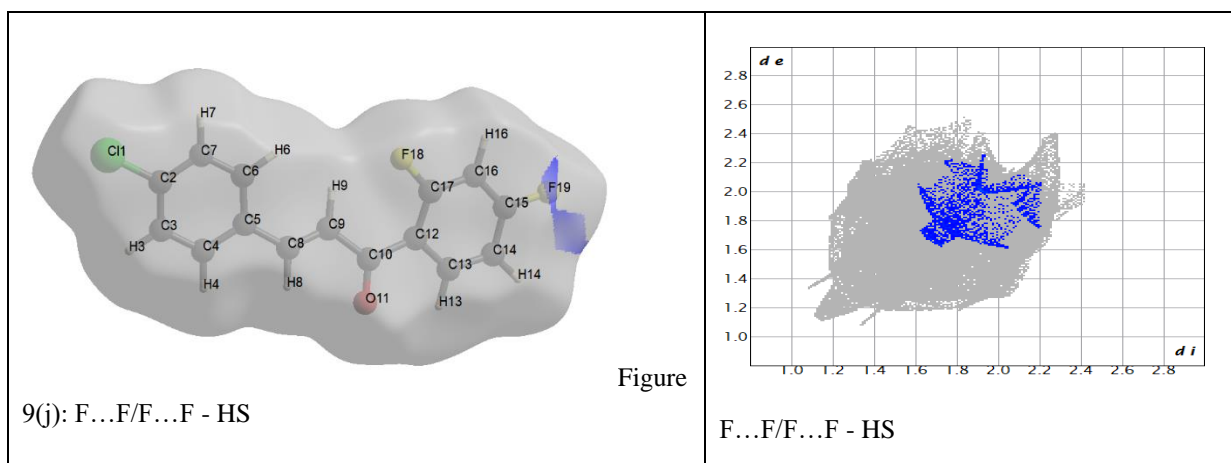 H7
Cl1
C7
H6
C2
C6
H9
F18
H16
C16
C17
F19
C15
C3
C5
C9
C12
H3
C4
C8
C10
C14
C13
H4
H8
H14
O11
H13
Figure
9(j): F…F/F…F - HS
d e
2.8
2.6
2.4
2.2
2.0
1.8
1.6
1.4
1.2
1.0
d i
1.0 1.2 1.4 1.6 1.8 2.0 2.2 2.4 2.6 2.8
F…F/F…F - HS